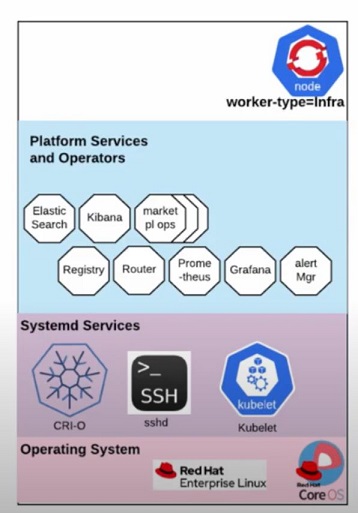 node
worker-type=Infra
Platform Services
and Operators
Elastic
Search
Kibana
market
pl ops
Registry
Router
Prome
-theus
Grafana
alert
Mgr
Systemd Services
>_
SSH
kubelet
CRI-O
sshd
Kubelet
Operating System
Red Hat
Enterprise Linux
Red Hat
CoreOS